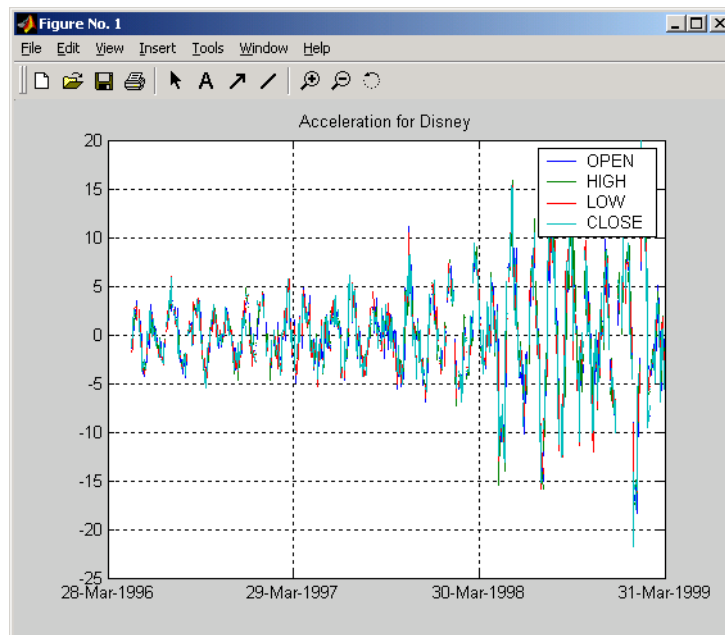 Figure No. 1
File Edit View Insert Tools Window Help
A
Acceleration for Disney
20
15
10
5
0
-5
-10
-15
-20
-25
OPEN
HIGH
LOW
CLOSE
28-Mar-1996 29-Mar-1997 30-Mar-1998 31-Mar-1999